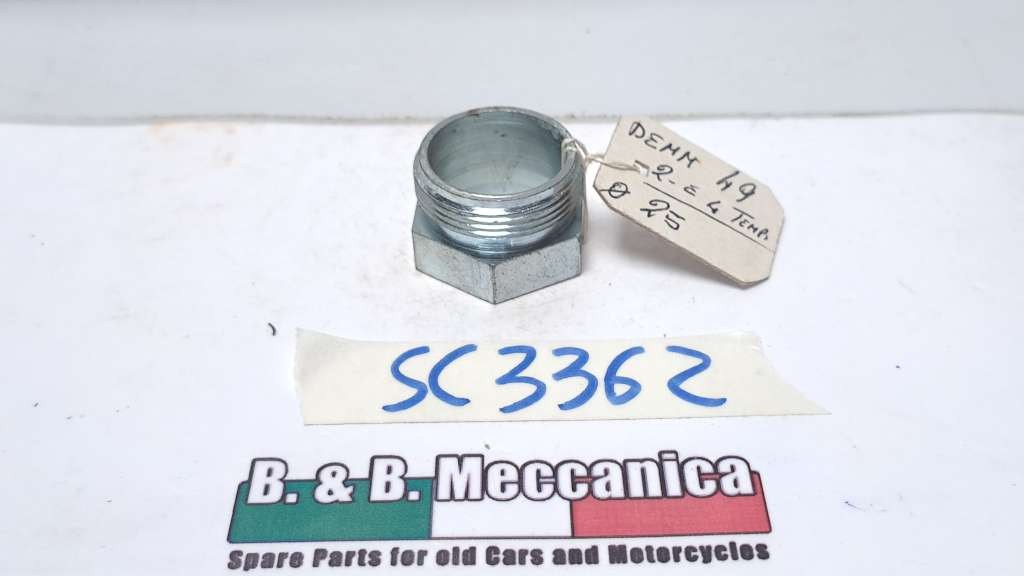 DEMM 49
2 - E 4 TEMP.
Ø 25
SC3362
B. & B. Meccanica
Spare Parts for old Cars and Motorcycles